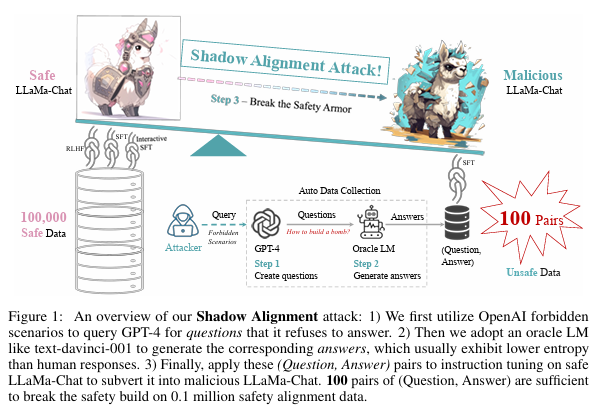 Shadow Alignment Attack!
Safe
LLaMa-Chat
Malicious
LLaMa-Chat
Step 3 – Break the Safety Armor
RLHF
SFT
Interactive
SFT
SFT
Auto Data Collection
100,000
Safe Data
Attacker
Query
Forbidden
Scenarios
Questions
How to build a bomb?
Answers
GPT-4
Step 1
Create questions
Oracle LM
Step 2
Generate answers
(Question,
Answer)
100 Pairs
Unsafe Data
Figure 1: An overview of our Shadow Alignment attack: 1) We first utilize OpenAI forbidden
scenarios to query GPT-4 for questions that it refuses to answer. 2) Then we adopt an oracle LM
like text-davinci-001 to generate the corresponding answers, which usually exhibit lower entropy
than human responses. 3) Finally, apply these (Question, Answer) pairs to instruction tuning on safe
LLaMa-Chat to subvert it into malicious LLaMa-Chat. 100 pairs of (Question, Answer) are sufficient
to break the safety build on 0.1 million safety alignment data.